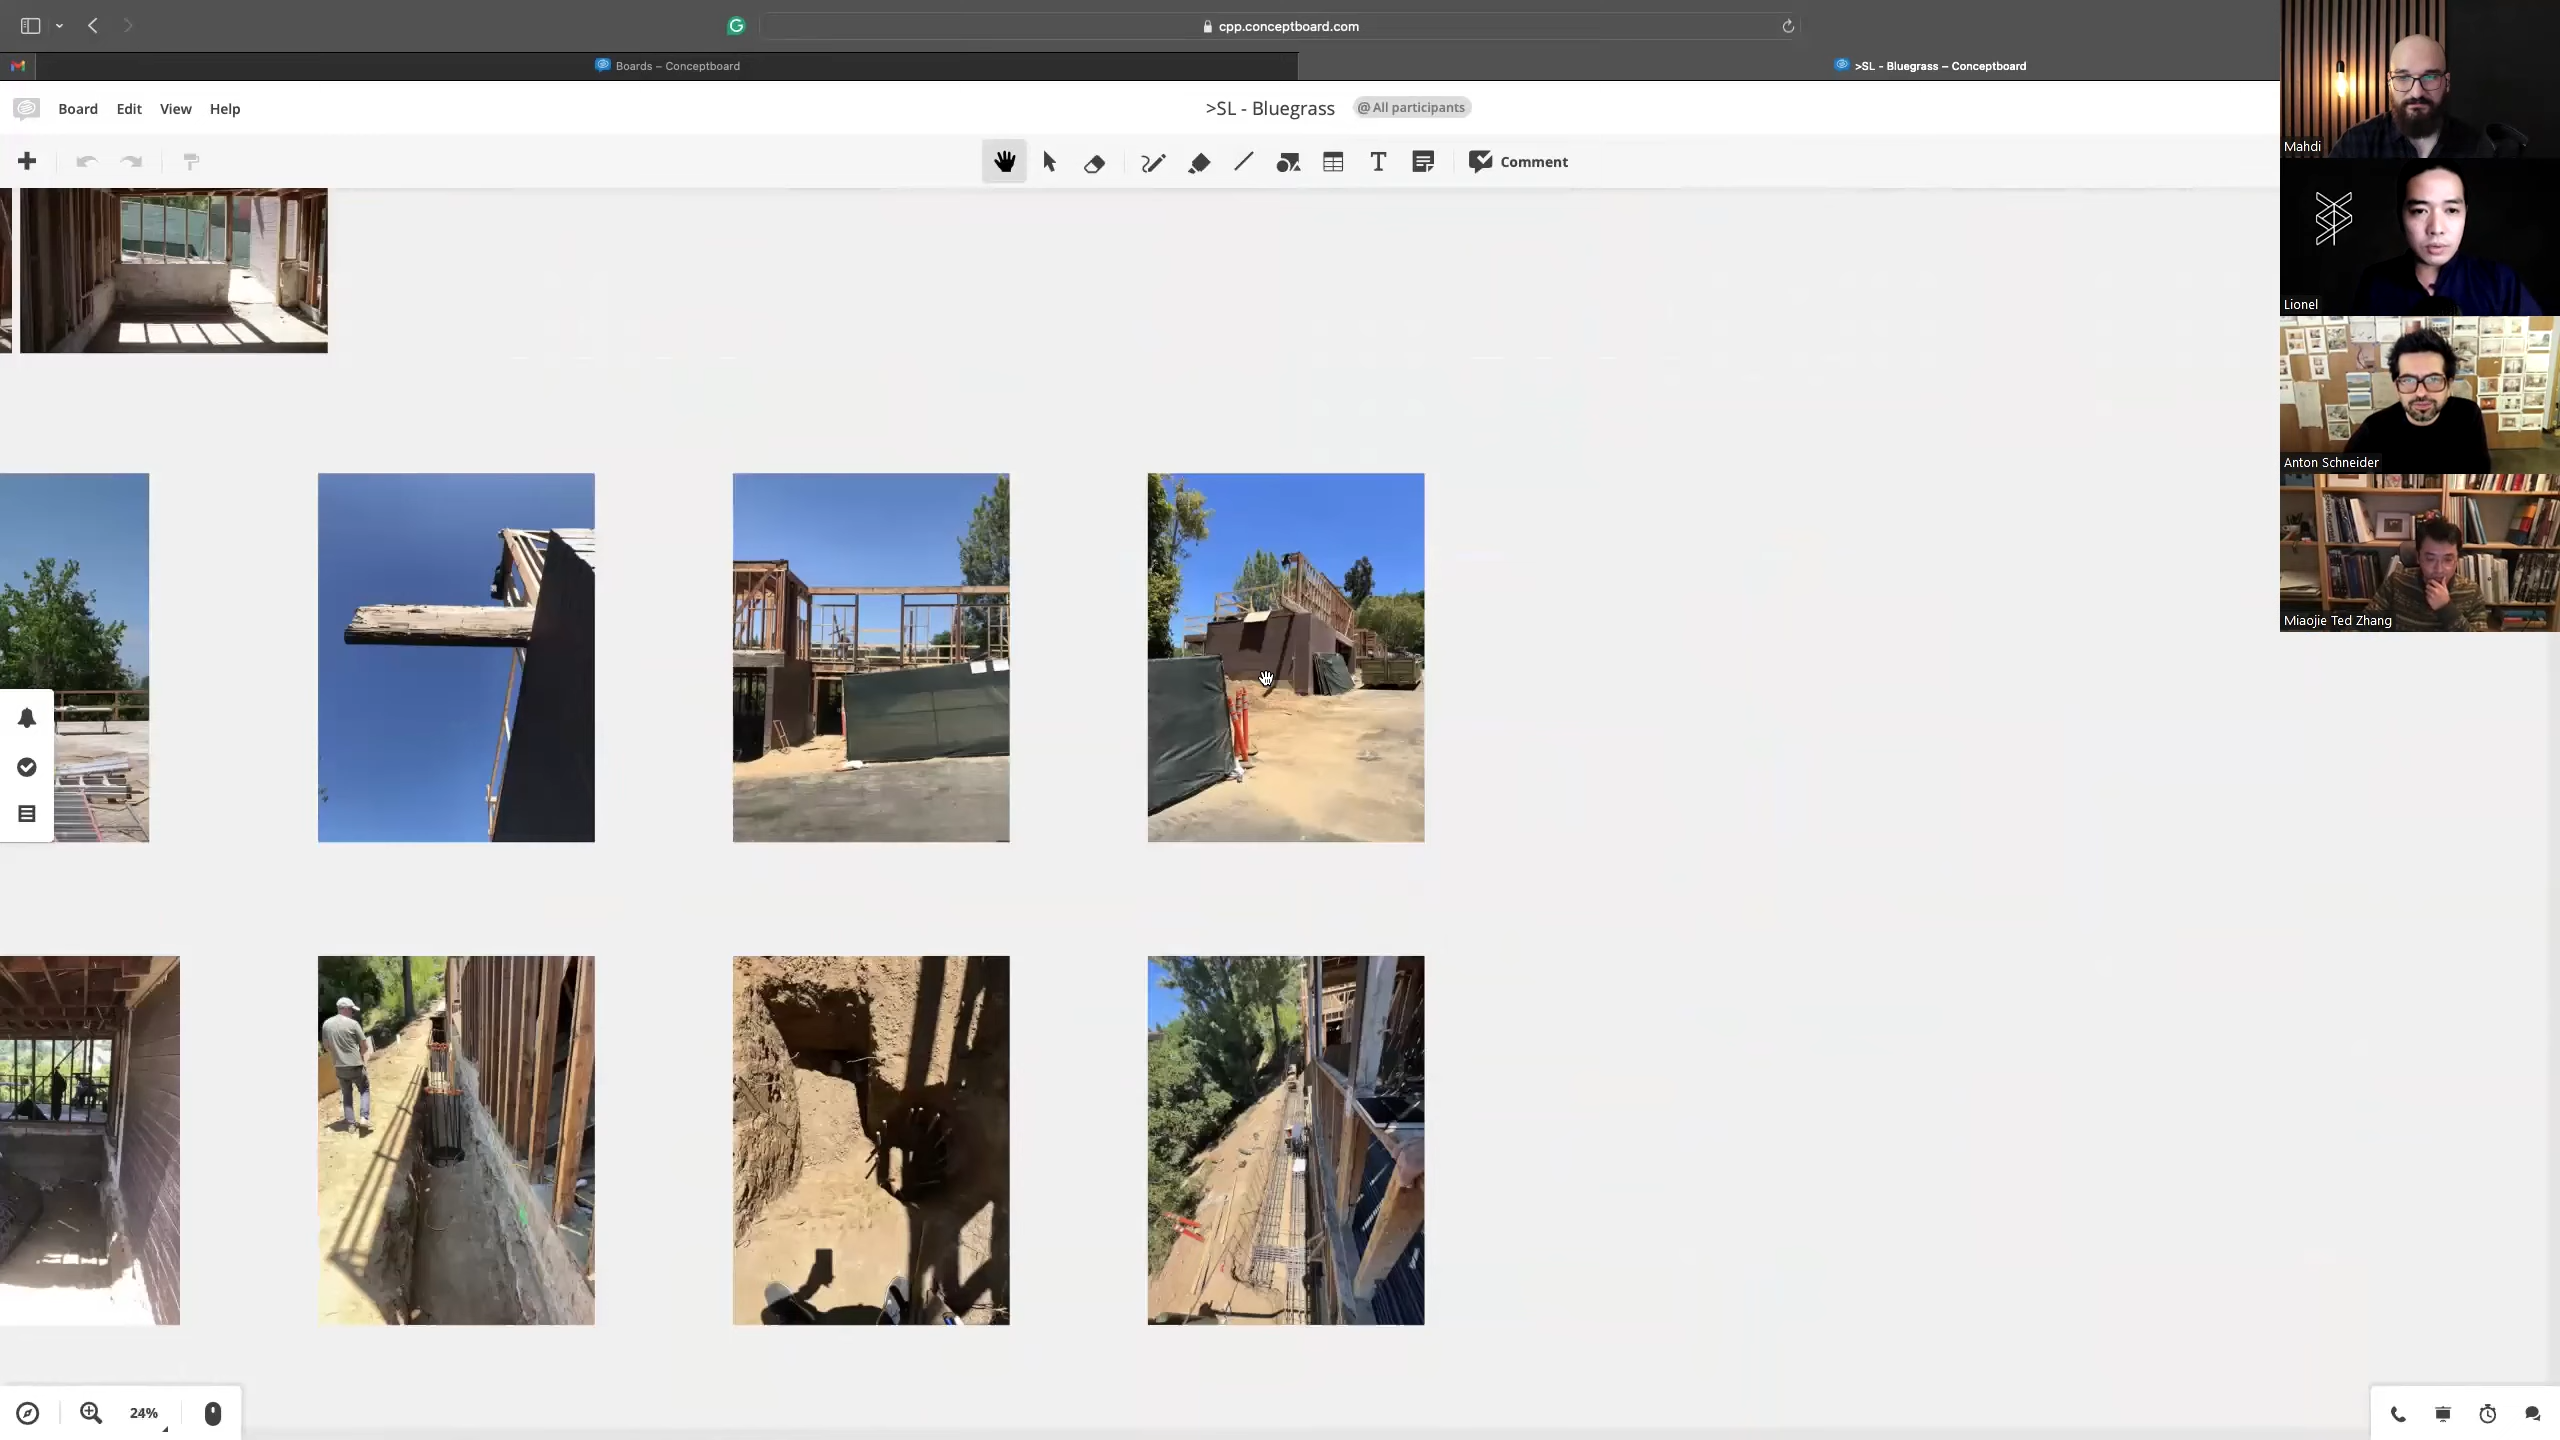 cpp.conceptboard.com
Boards – Conceptboard
>SL - Bluegrass – Conceptboard
Board Edit View Help
>SL - Bluegrass
@ All participants
T
Comment
Mahdi
Lionel
Anton Schneider
Miaojie Ted Zhang
24%